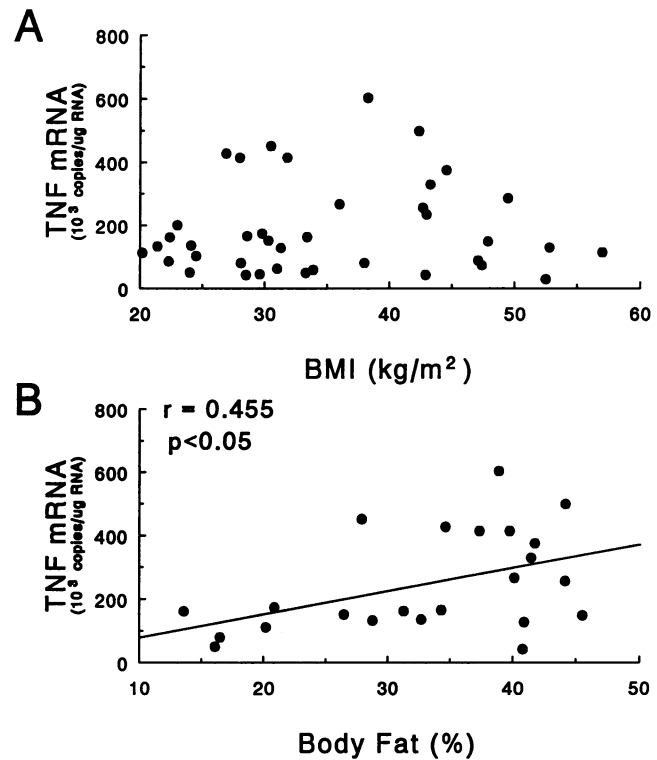 A
800
600
400
200
0
TNF mRNA
(10³ copies/ug RNA)
20 30 40 50 60
BMI (kg/m²)
B
r = 0.455
p<0.05
800
600
400
200
0
TNF mRNA
(10³ copies/ug RNA)
10 20 30 40 50
Body Fat (%)